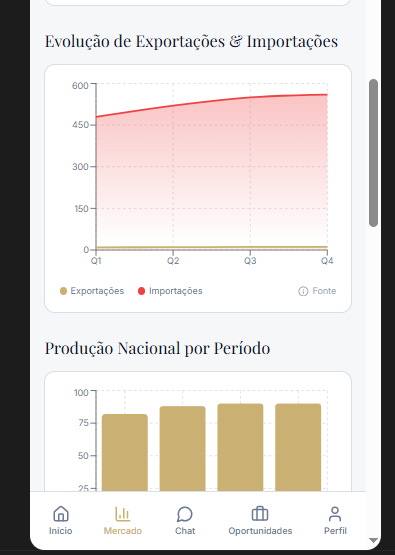 Evolução de Exportações & Importações
600
450
300
150
0
Q1 Q2 Q3 Q4
Exportações Importações Fonte
Produção Nacional por Período
100
75
50
25
Início Mercado Chat Oportunidades Perfil